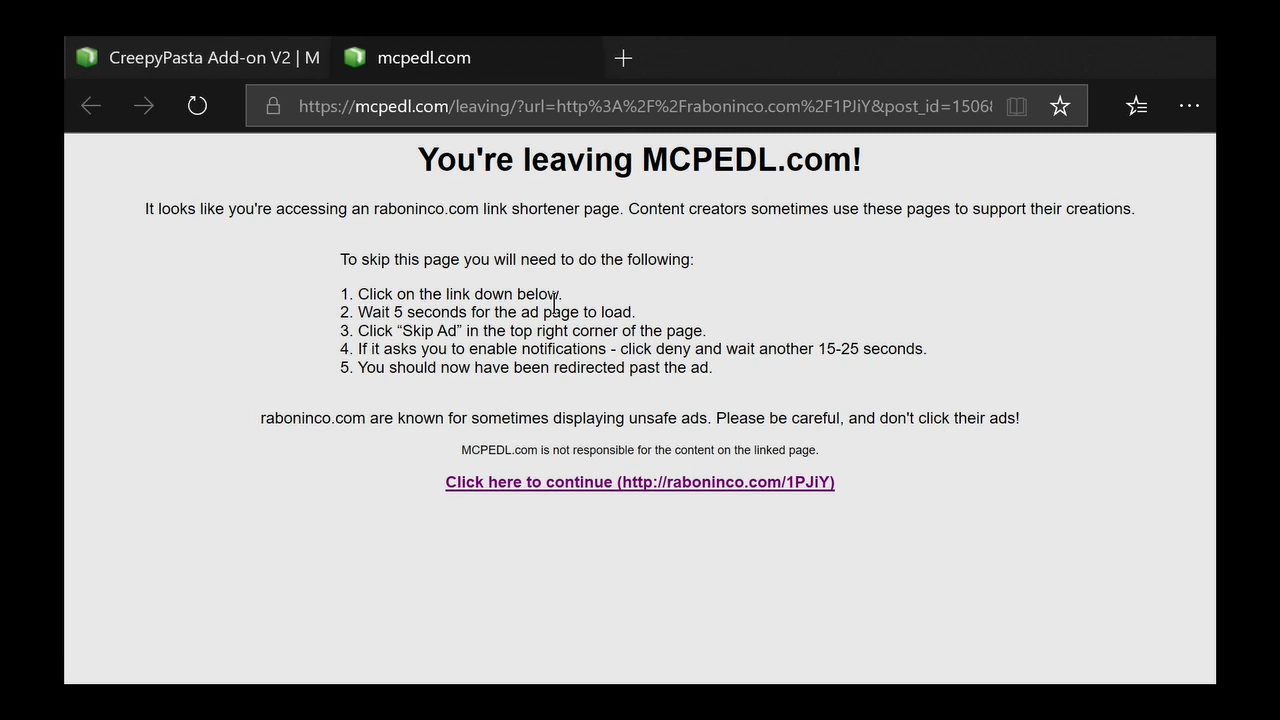 CreepyPasta Add-on V2 | M
mcpedl.com
https://mcpedl.com/leaving/?url=http%3A%2F%2Fraboninco.com%2F1PJiY&post_id=1506
You're leaving MCPEDL.com!
It looks like you're accessing an raboninco.com link shortener page. Content creators sometimes use these pages to support their creations.
To skip this page you will need to do the following:
1. Click on the link down below.
2. Wait 5 seconds for the ad page to load.
3. Click “Skip Ad” in the top right corner of the page.
4. If it asks you to enable notifications - click deny and wait another 15-25 seconds.
5. You should now have been redirected past the ad.
raboninco.com are known for sometimes displaying unsafe ads. Please be careful, and don't click their ads!
MCPEDL.com is not responsible for the content on the linked page.
Click here to continue (http://raboninco.com/1PJiY)